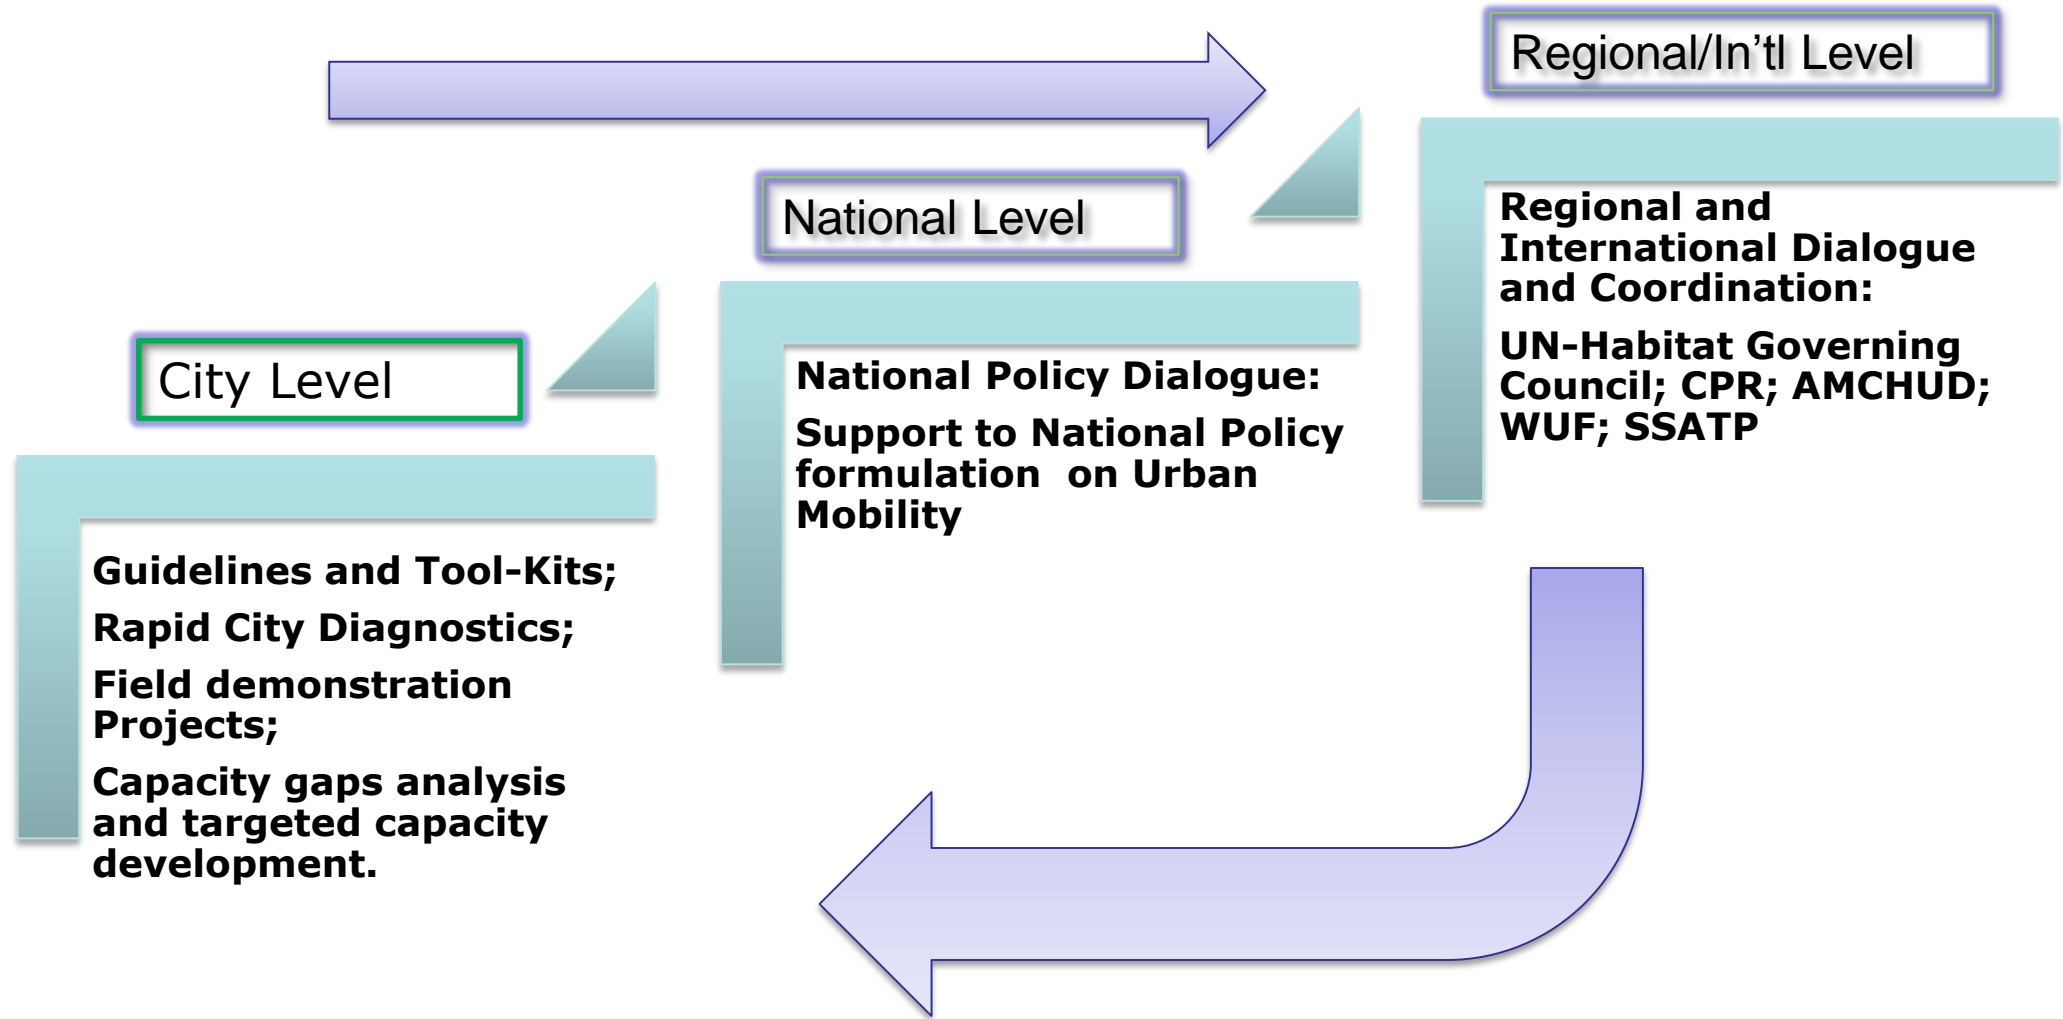 City Level
Guidelines and Tool-Kits;
Rapid City Diagnostics;
Field demonstration
Projects;
Capacity gaps analysis
and targeted capacity
development.
National Level
National Policy Dialogue:
Support to National Policy
formulation  on Urban
Mobility
Regional/In’tl Level
Regional and
International Dialogue
and Coordination:
UN-Habitat Governing
Council; CPR; AMCHUD;
WUF; SSATP